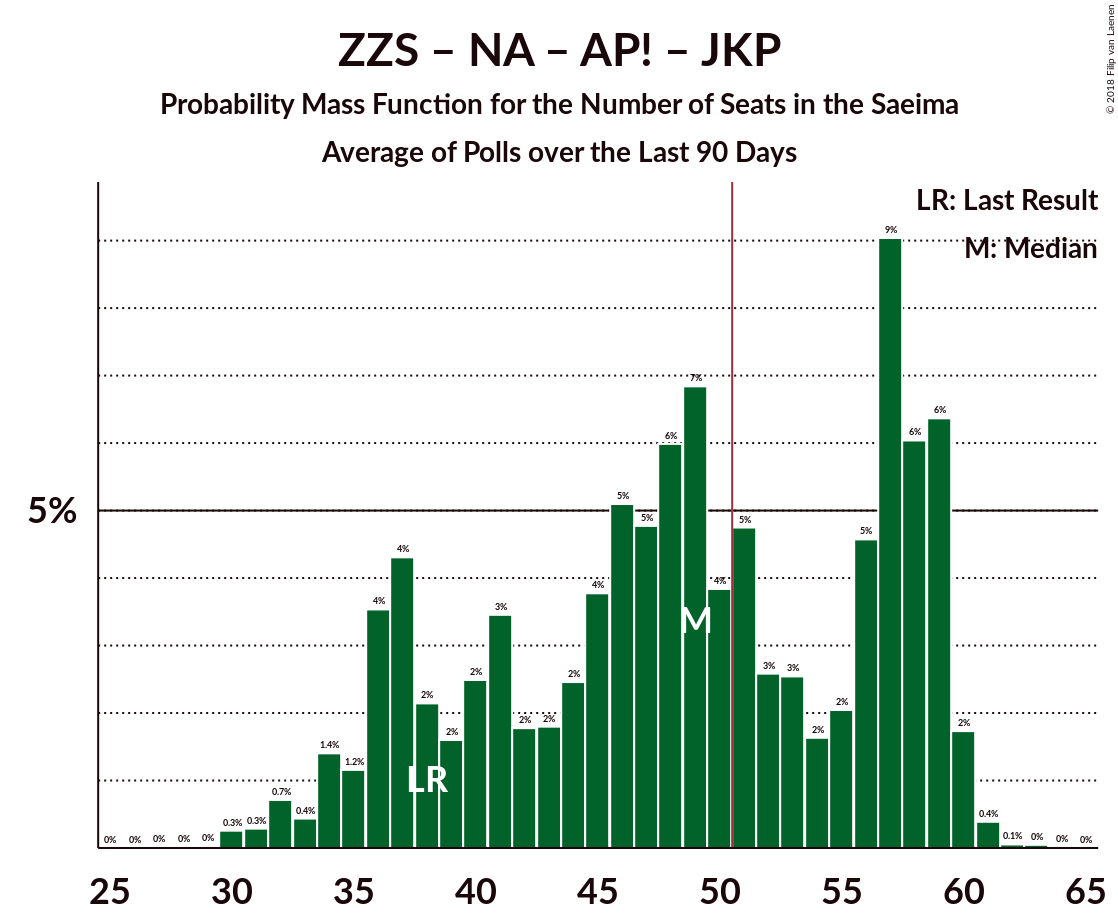 ZZS – NA – AP! – JKP
Probability Mass Function for the Number of Seats in the Saeima
Average of Polls over the Last 90 Days
© 2018 Filip van Laenen
LR: Last Result
M: Median
5%
0% 0% 0% 0% 0% 0.3% 0.3% 0.7% 0.4% 1.4% 1.2% 4% 4% 2% 2% 2% 3% 2% 2% 2% 4% 5% 5% 6% 7% 4% 5% 3% 3% 2% 2% 5% 9% 6% 6% 2% 0.4% 0.1% 0% 0% 0%
M
LR
25 30 35 40 45 50 55 60 65